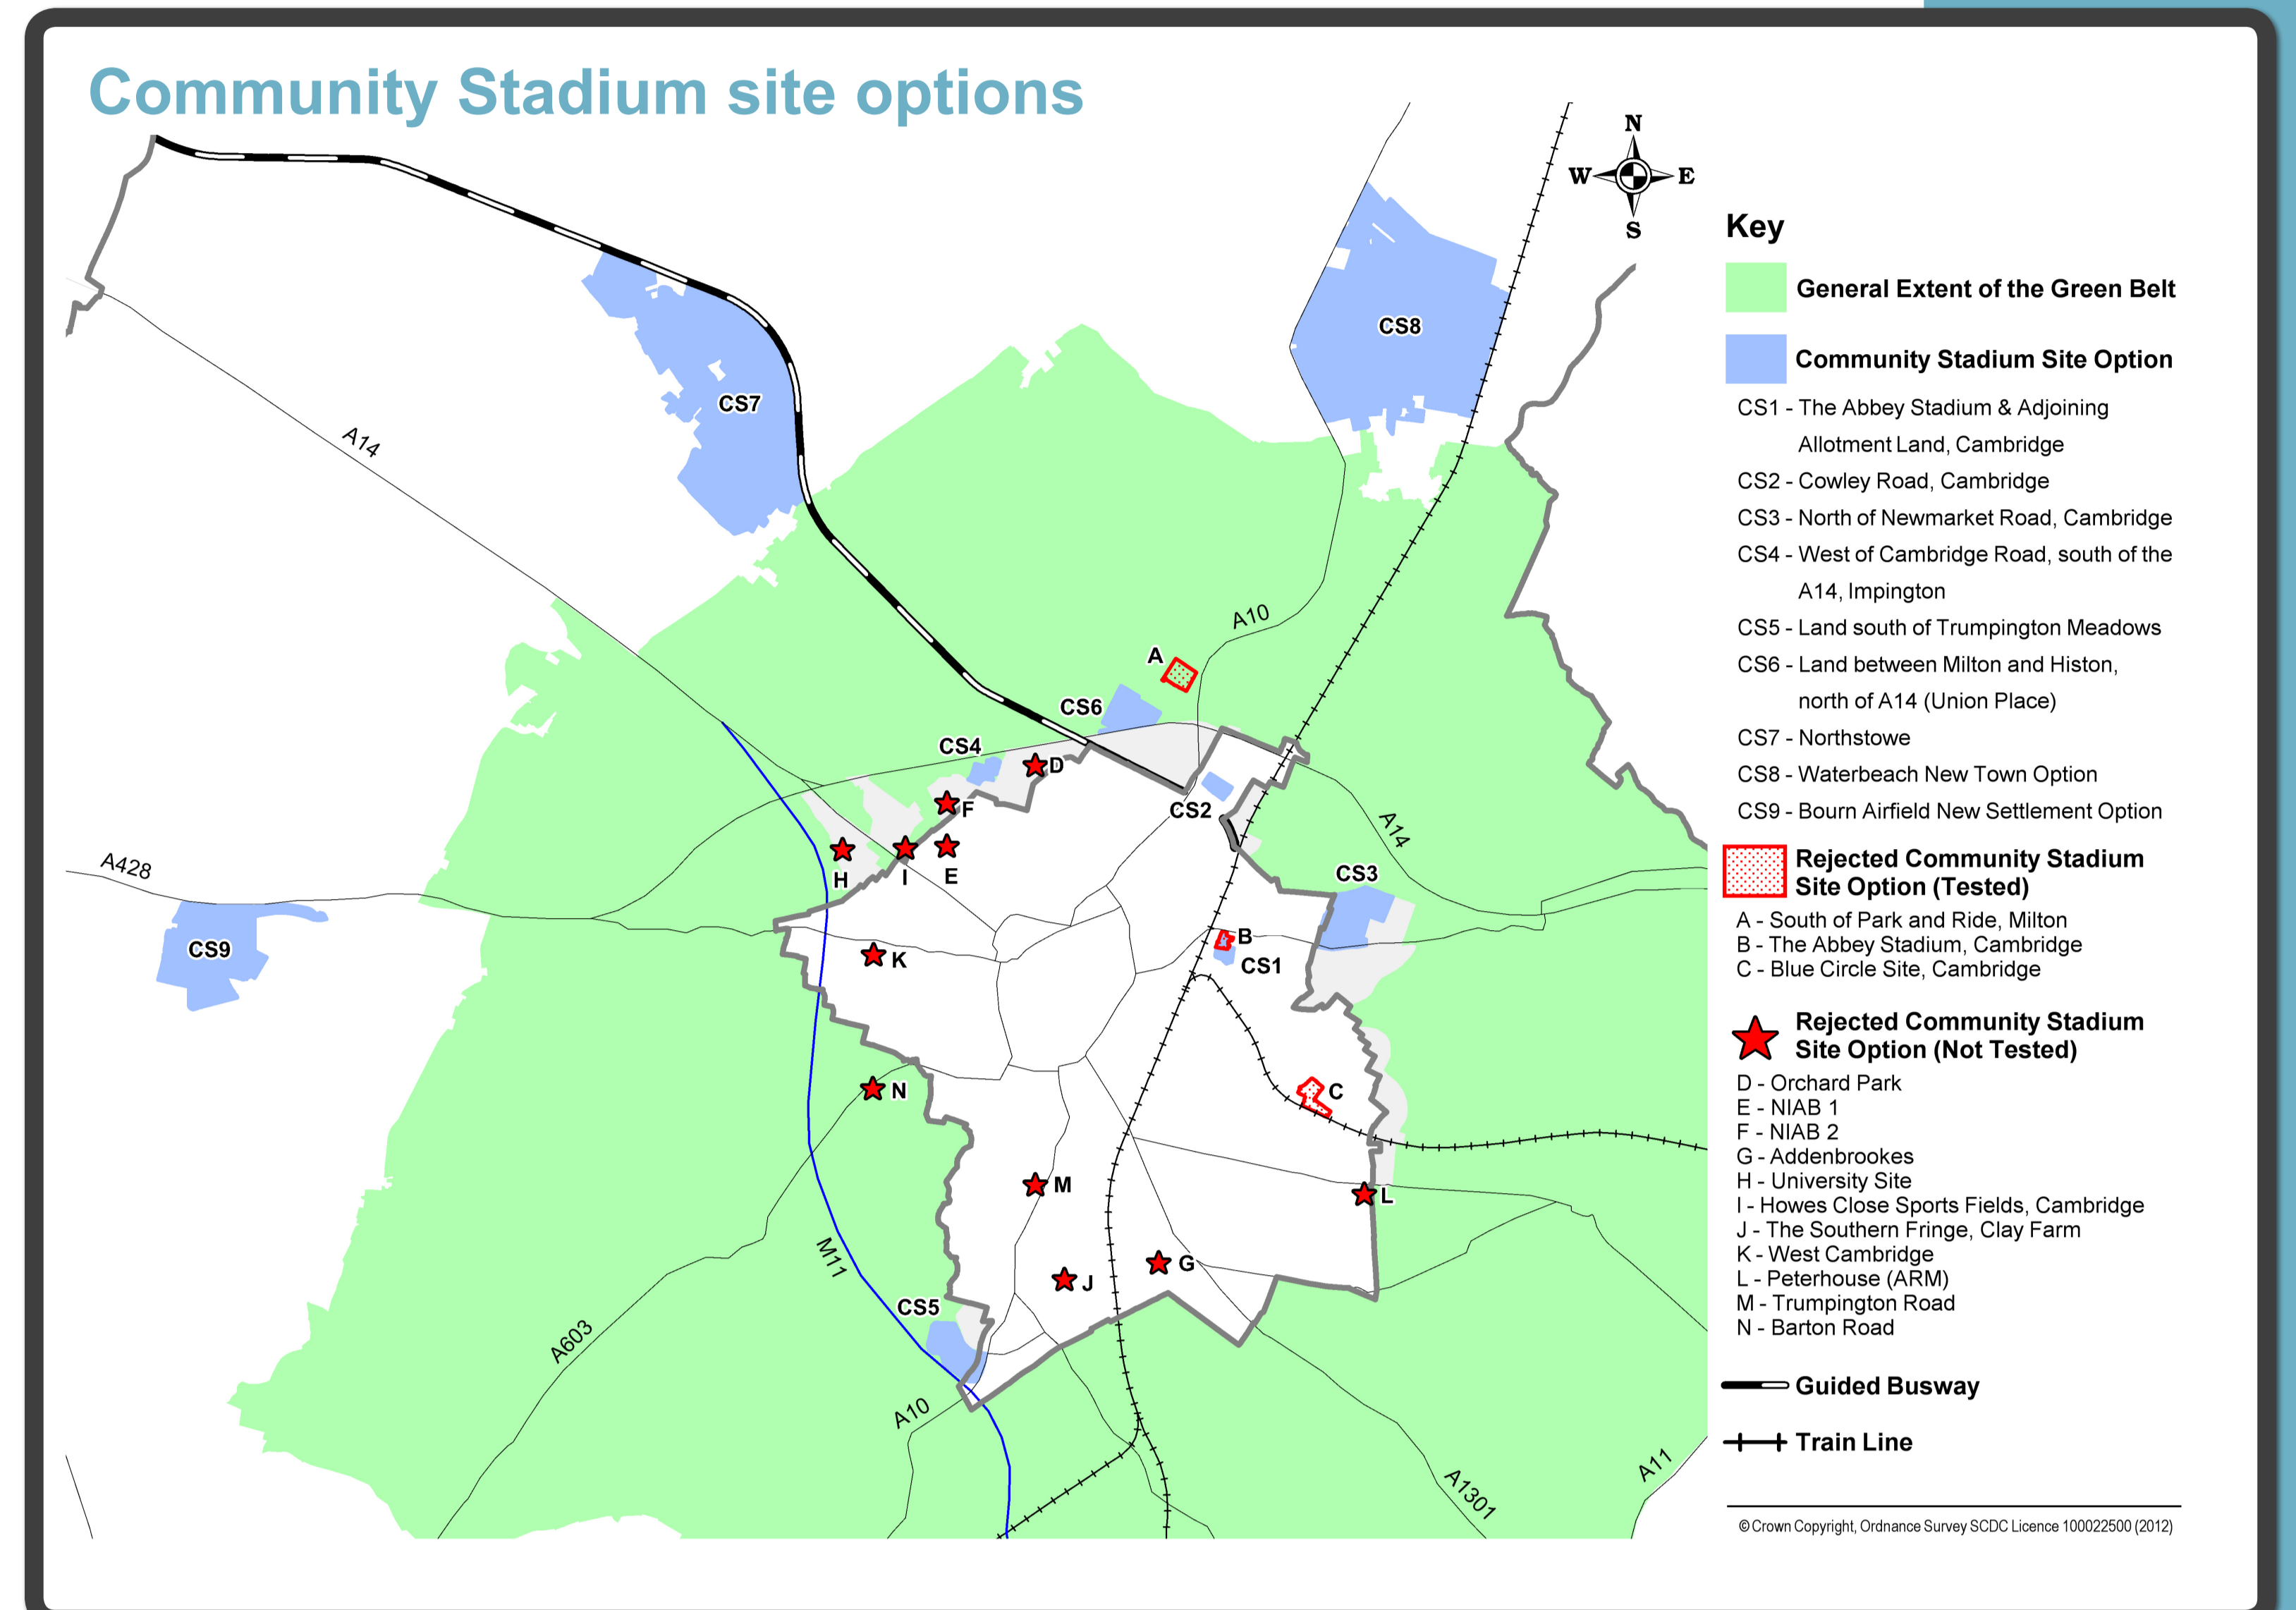 Community Stadium site options
N
W
E
S
Key
General Extent of the Green Belt
Community Stadium Site Option
CS1 - The Abbey Stadium & Adjoining
Allotment Land, Cambridge
CS2 - Cowley Road, Cambridge
CS3 - North of Newmarket Road, Cambridge
CS4 - West of Cambridge Road, south of the
A14, Impington
CS5 - Land south of Trumpington Meadows
CS6 - Land between Milton and Histon,
north of A14 (Union Place)
CS7 - Northstowe
CS8 - Waterbeach New Town Option
CS9 - Bourn Airfield New Settlement Option
Rejected Community Stadium
Site Option (Tested)
A - South of Park and Ride, Milton
B - The Abbey Stadium, Cambridge
C - Blue Circle Site, Cambridge
Rejected Community Stadium
Site Option (Not Tested)
D - Orchard Park
E - NIAB 1
F - NIAB 2
G - Addenbrookes
H - University Site
I - Howes Close Sports Fields, Cambridge
J - The Southern Fringe, Clay Farm
K - West Cambridge
L - Peterhouse (ARM)
M - Trumpington Road
N - Barton Road
Guided Busway
Train Line
© Crown Copyright, Ordnance Survey SCDC Licence 100022500 (2012)
CS8
CS7
A14
A10
A
CS6
CS4
D
F
CS2
A14
H
I
E
CS3
A428
CS9
B
CS1
K
N
C
M
L
M11
G
J
CS5
A603
A10
A1301
A11